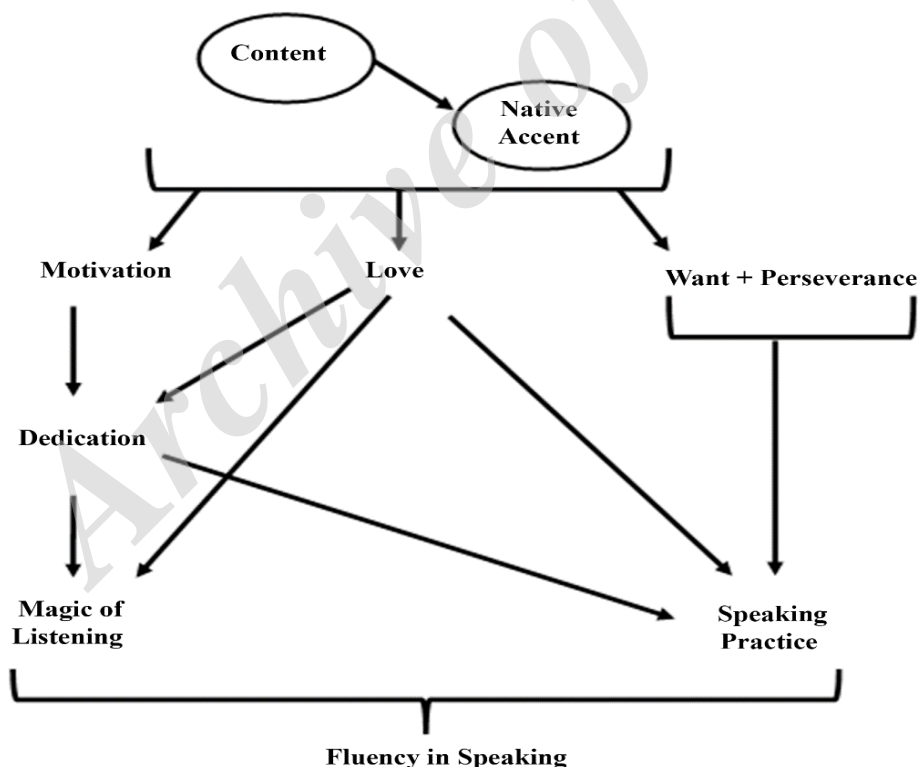 Content
Native
Accent
Motivation
Love
Want + Perseverance
Dedication
Magic of
Listening
Speaking
Practice
Fluency in Speaking
Archive of